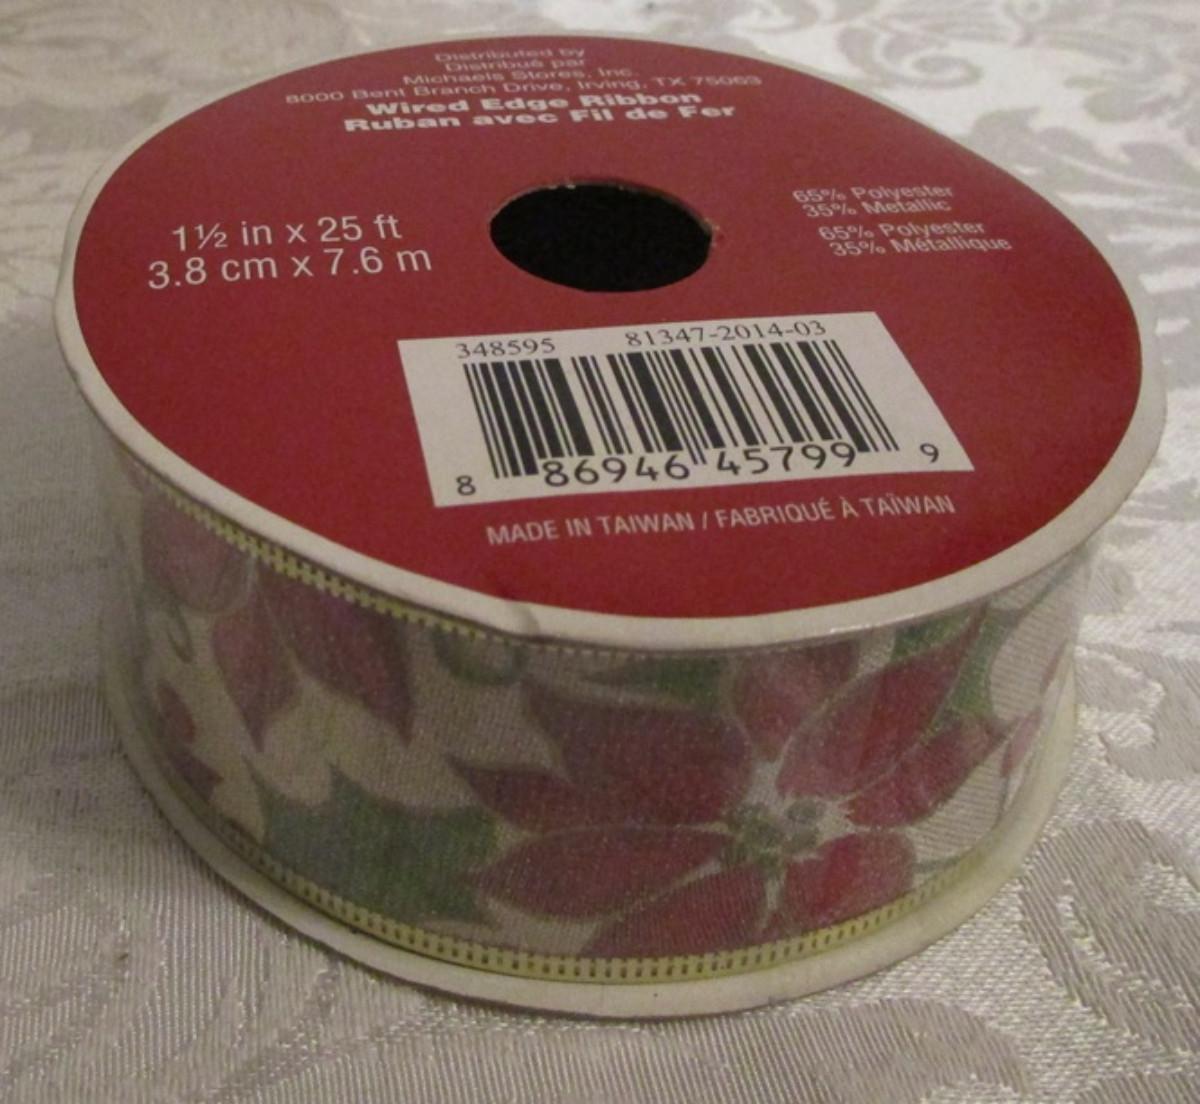 Distributed by
Distribué par
Michaels Stores, Inc.
8000 Bent Branch Drive, Irving, TX 75063
Wired Edge Ribbon
Ruban avec Fil de Fer
1½ in x 25 ft
3.8 cm x 7.6 m
65% Polyester
35% Metallic
65% Polyester
35% Métallique
348595 81347-2014-03
8 86946 45799 9
MADE IN TAIWAN / FABRIQUÉ À TAÏWAN